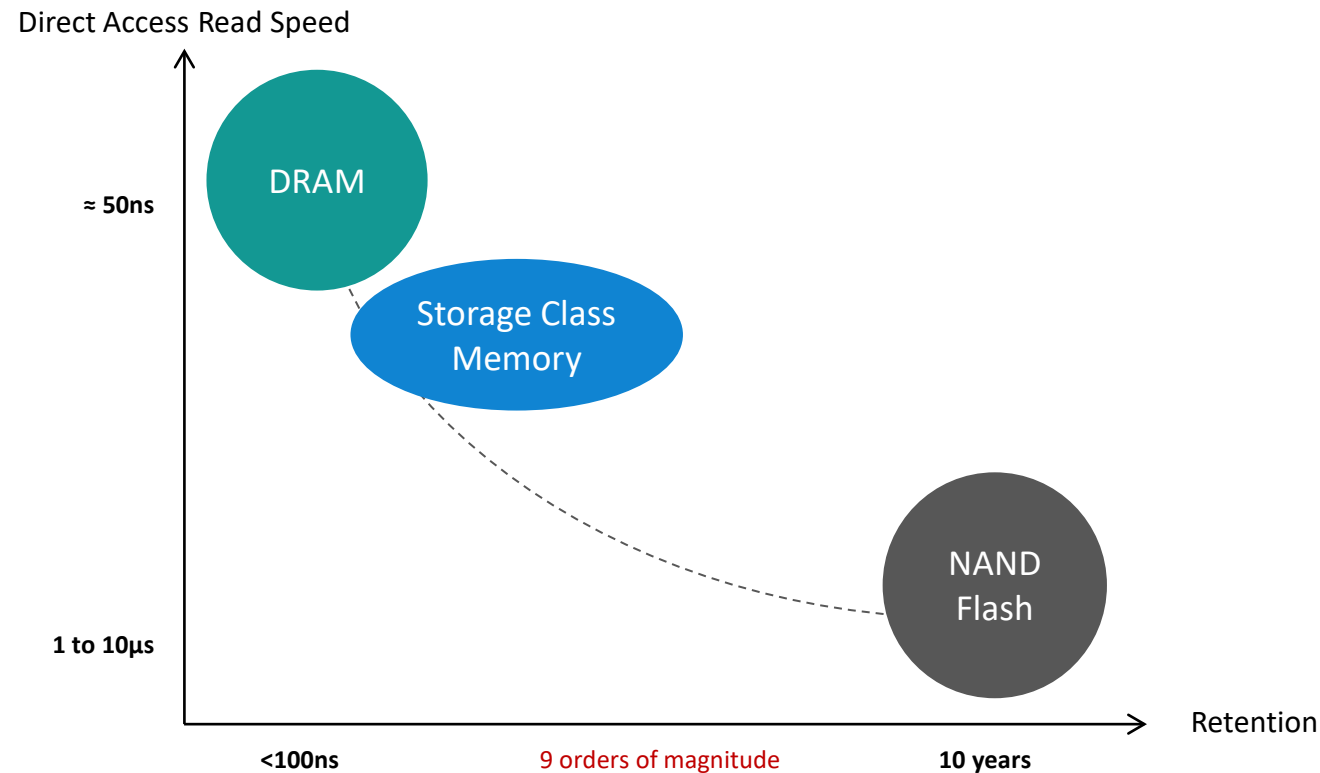 Direct Access Read Speed
DRAM
≈ 50ns
Storage Class
Memory
NAND
Flash
1 to 10µs
Retention
<100ns
9 orders of magnitude
10 years